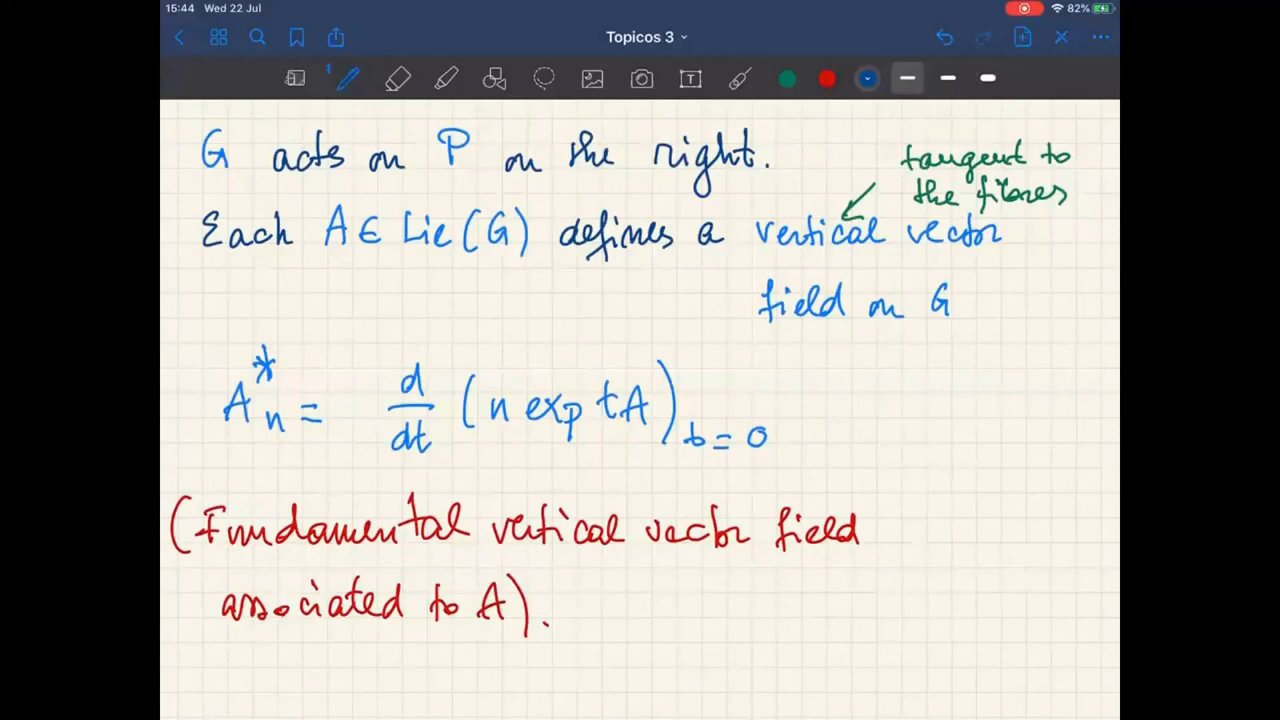 15:44 Wed 22 Jul
82%
Topicos 3
G acts on P on the right.
tangent to
the fibres
Each A ∈ Lie(G) defines a vertical vector
field on G
A*_n = d/dt (n exp tA)_{t=0}
(Fundamental vertical vector field
associated to A).